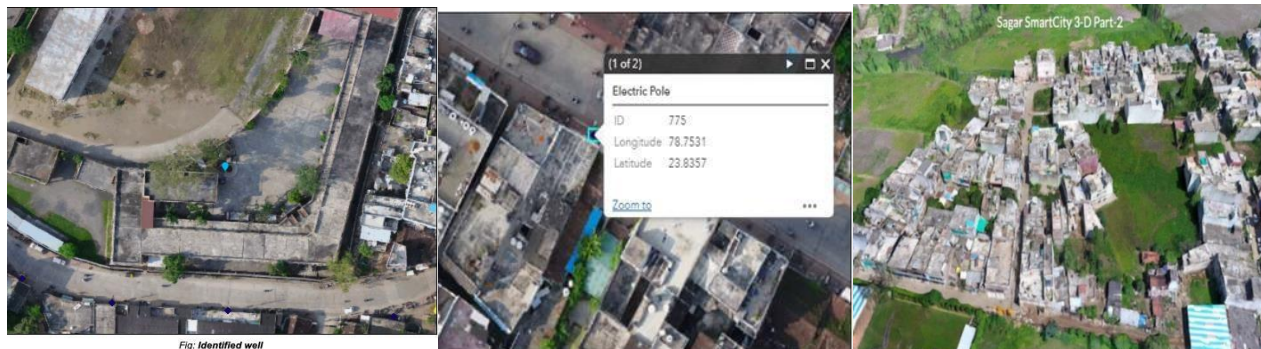 Fig: Identified well
(1 of 2)
Electric Pole
ID 775
Longitude 78.7531
Latitude 23.8357
Zoom to
Sagar SmartCity 3-D Part-2